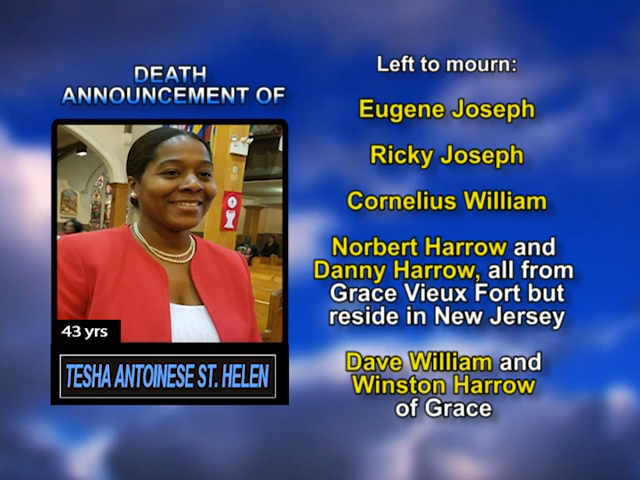 DEATH
ANNOUNCEMENT OF
43 yrs
TESHA ANTOINESE ST. HELEN
Left to mourn:
Eugene Joseph
Ricky Joseph
Cornelius William
Norbert Harrow and
Danny Harrow, all from
Grace Vieux Fort but
reside in New Jersey
Dave William and
Winston Harrow
of Grace